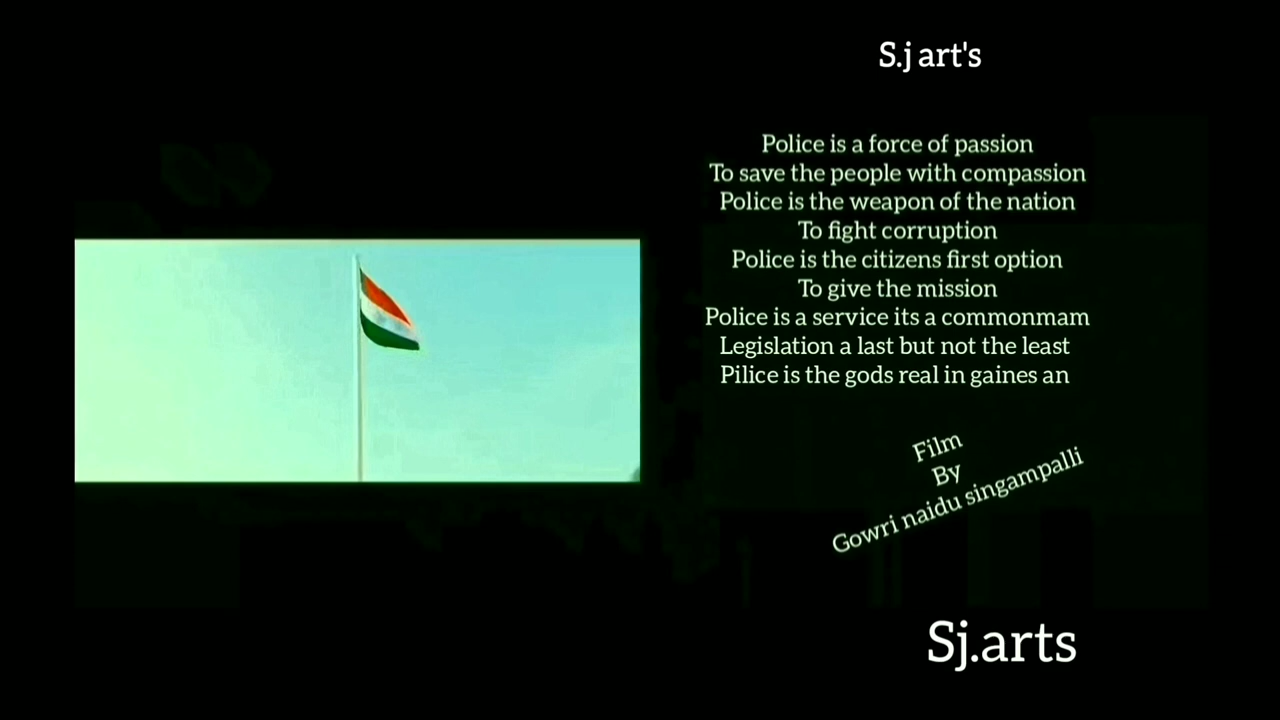 S.j art's
Police is a force of passion
To save the people with compassion
Police is the weapon of the nation
To fight corruption
Police is the citizens first option
To give the mission
Police is a service its a commonmam
Legislation a last but not the least
Pilice is the gods real in gaines an
Film
By
Gowri naidu singampalli
Sj.arts